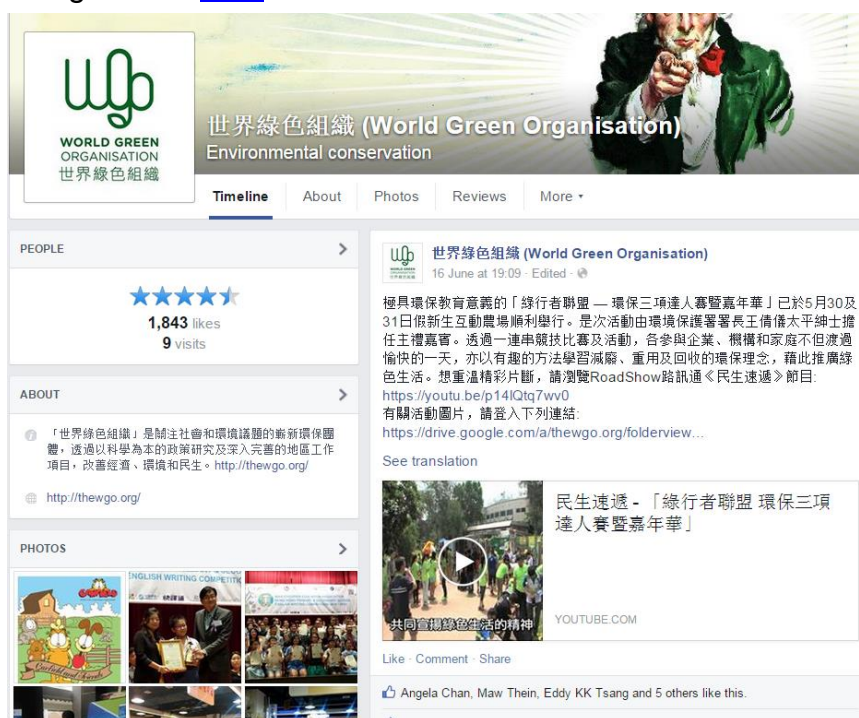 WORLD GREEN
ORGANISATION
世界綠色組織
世界綠色組織 (World Green Organisation)
Environmental conservation
Timeline
About
Photos
Reviews
More
PEOPLE
1,843 likes
9 visits
ABOUT
「世界綠色組織」是關注社會和環境議題的嶄新環保團
體，透過以科學為本的政策研究及深入完善的地區工作
項目，改善經濟、環境和民生。http://thewgo.org/
http://thewgo.org/
PHOTOS
ENGLISH WRITING COMPETITI
世界綠色組織 (World Green Organisation)
16 June at 19:09 · Edited ·
極具環保教育意義的「綠行者聯盟 — 環保三項達人賽暨嘉年華」已於5月30及
31日假新生互動農場順利舉行。是次活動由環境保護署署長王倩儀太平紳士擔
任主禮嘉賓。透過一連串競技比賽及活動，各參與企業、機構和家庭不但渡過
愉快的一天，亦以有趣的方法學習減廢、重用及回收的環保理念，藉此推廣綠
色生活。想重溫精彩片斷，請瀏覽RoadShow路訊通《民生速遞》節目:
https://youtu.be/p14lQtq7wv0
有關活動圖片，請登入下列連結:
https://drive.google.com/a/thewgo.org/folderview...
See translation
共同宣揚綠色生活的精神
民生速遞 - 「綠行者聯盟 環保三項
達人賽暨嘉年華」
YOUTUBE.COM
Like · Comment · Share
Angela Chan, Maw Thein, Eddy KK Tsang and 5 others like this.